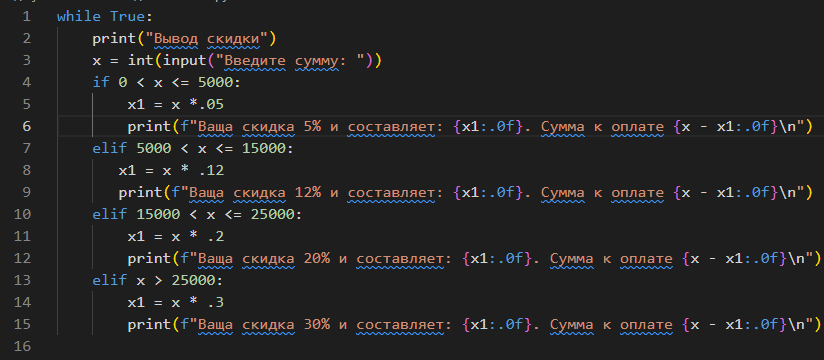 1 while True:
2     print("Вывод скидки")
3     x = int(input("Введите сумму: "))
4     if 0 < x <= 5000:
5         x1 = x *.05
6         print(f"Ваща скидка 5% и составляет: {x1:.0f}. Сумма к оплате {x - x1:.0f}\n")
7     elif 5000 < x <= 15000:
8        x1 = x * .12
9        print(f"Ваща скидка 12% и составляет: {x1:.0f}. Сумма к оплате {x - x1:.0f}\n")
10     elif 15000 < x <= 25000:
11         x1 = x * .2
12         print(f"Ваща скидка 20% и составляет: {x1:.0f}. Сумма к оплате {x - x1:.0f}\n")
13     elif x > 25000:
14         x1 = x * .3
15         print(f"Ваща скидка 30% и составляет: {x1:.0f}. Сумма к оплате {x - x1:.0f}\n")
16